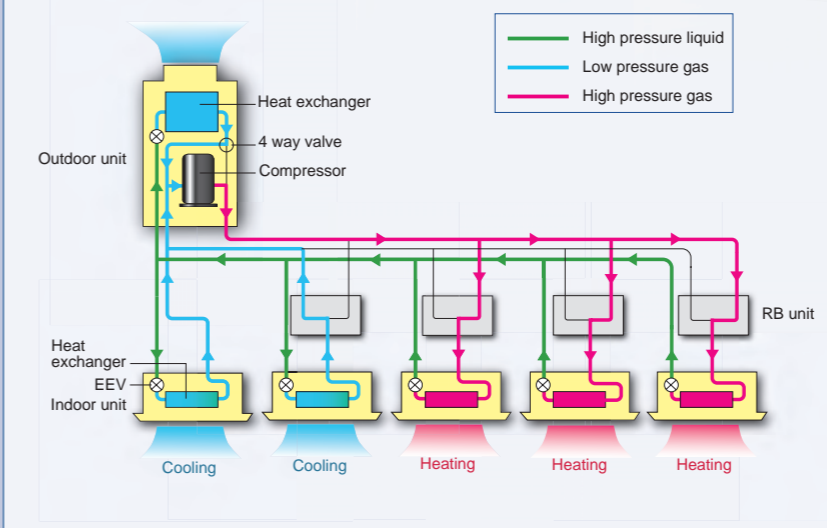 High pressure liquid
Low pressure gas
High pressure gas
Heat exchanger
4 way valve
Outdoor unit
Compressor
RB unit
Heat
exchanger
EEV
Indoor unit
Cooling
Cooling
Heating
Heating
Heating